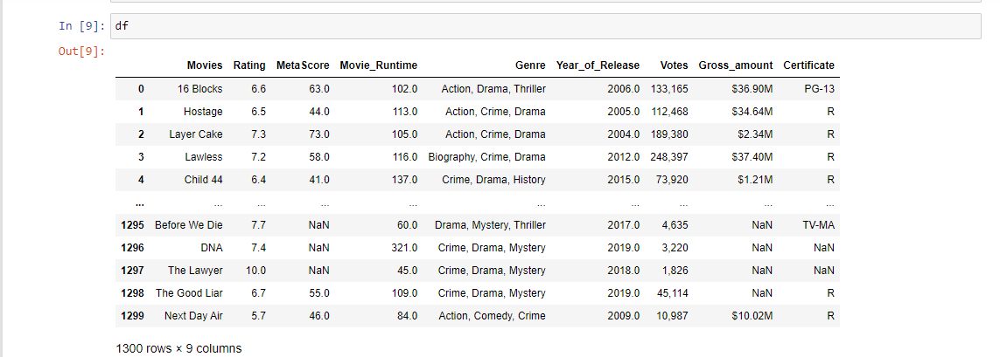 In [9]: df
Out[9]:
Movies Rating MetaScore Movie_Runtime Genre Year_of_Release Votes Gross_amount Certificate
0 16 Blocks 6.6 63.0 102.0 Action, Drama, Thriller 2006.0 133,165 $36.90M PG-13
1 Hostage 6.5 44.0 113.0 Action, Crime, Drama 2005.0 112,468 $34.64M R
2 Layer Cake 7.3 73.0 105.0 Action, Crime, Drama 2004.0 189,380 $2.34M R
3 Lawless 7.2 58.0 116.0 Biography, Crime, Drama 2012.0 248,397 $37.40M R
4 Child 44 6.4 41.0 137.0 Crime, Drama, History 2015.0 73,920 $1.21M R
... ... ... ... ... ... ... ... ... ...
1295 Before We Die 7.7 NaN 60.0 Drama, Mystery, Thriller 2017.0 4,635 NaN TV-MA
1296 DNA 7.4 NaN 321.0 Crime, Drama, Mystery 2019.0 3,220 NaN NaN
1297 The Lawyer 10.0 NaN 45.0 Crime, Drama, Mystery 2018.0 1,826 NaN NaN
1298 The Good Liar 6.7 55.0 109.0 Crime, Drama, Mystery 2019.0 45,114 NaN R
1299 Next Day Air 5.7 46.0 84.0 Action, Comedy, Crime 2009.0 10,987 $10.02M R
1300 rows × 9 columns